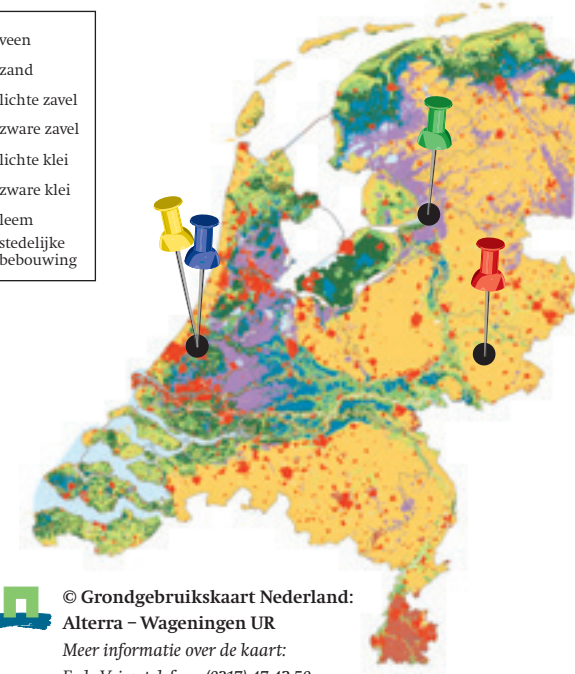 veen
zand
lichte zavel
zware zavel
lichte klei
zware klei
leem
stedelijke
bebouwing
© Grondgebruikskaart Nederland:
Alterra – Wageningen UR
Meer informatie over de kaart: